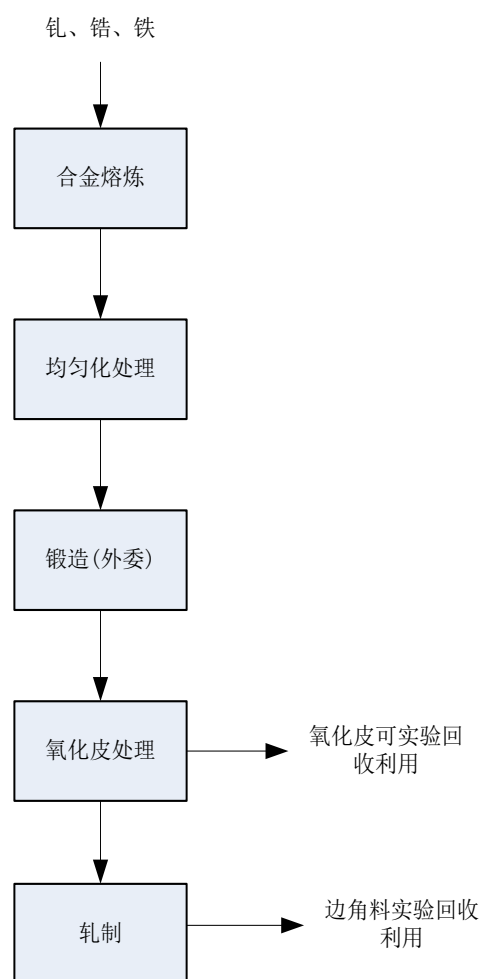 钆、锆、铁
合金熔炼
均匀化处理
锻造(外委)
氧化皮处理
氧化皮可实验回
收利用
轧制
边角料实验回收
利用